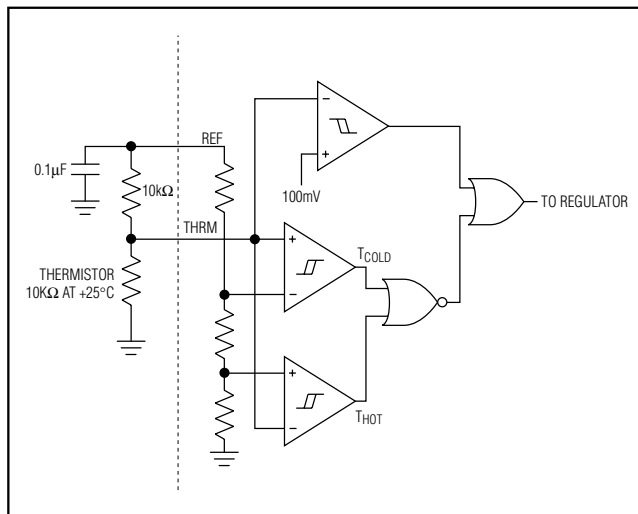 REF
0.1µF
10kΩ
100mV
TO REGULATOR
THRM
THERMISTOR
10KΩ AT +25°C
TCOLD
THOT
−
+
+
−
+
−